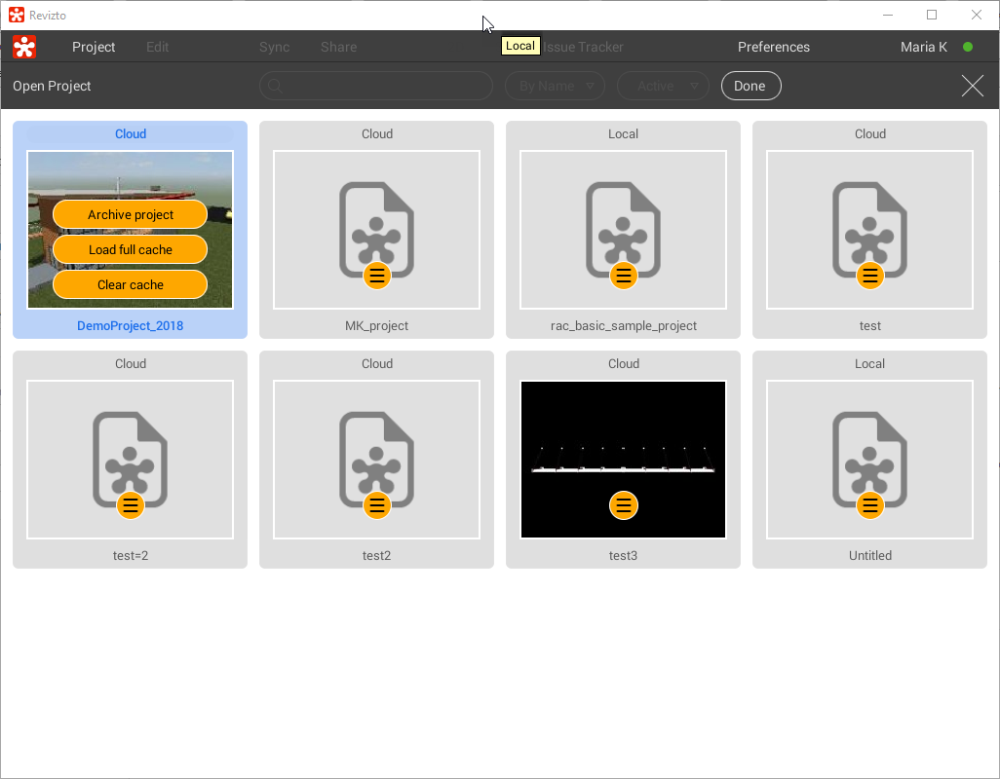 Revizto
Project Edit Sync Share Local Issue Tracker Preferences Maria K
Open Project By Name Active Done
Cloud Cloud Local Cloud
Archive project
Load full cache
Clear cache
DemoProject_2018 MK_project rac_basic_sample_project test
Cloud Cloud Cloud Local
test=2 test2 test3 Untitled